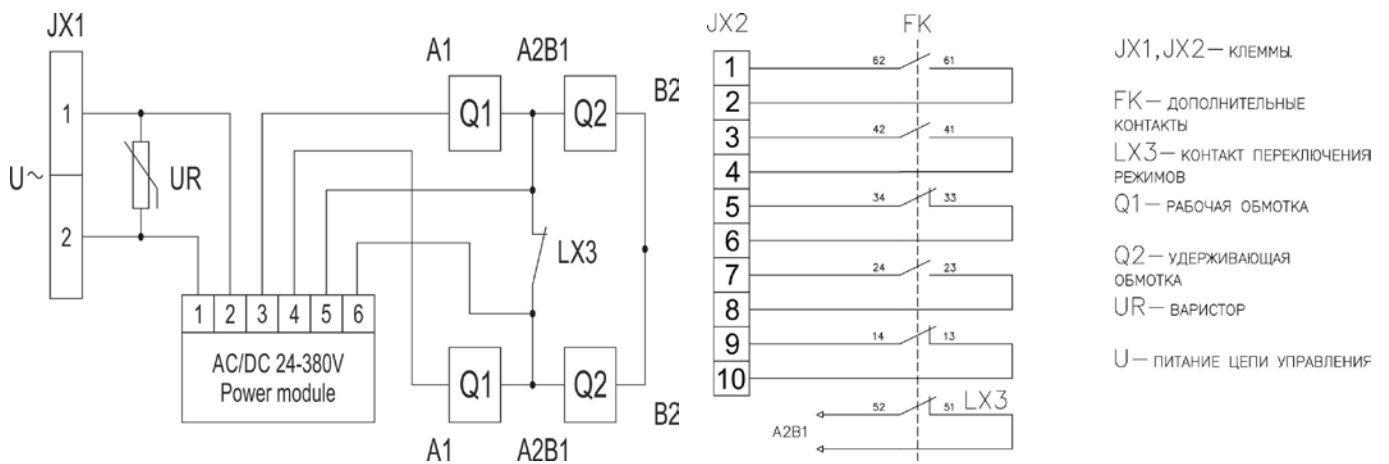 JX1
1
2
U~
UR
1 2 3 4 5 6
AC/DC 24-380V
Power module
A1
A2B1
B2
Q1
Q2
LX3
Q1
Q2
B2
A1
A2B1
JX2
FK
1
62
61
2
3
42
41
4
5
34
33
6
7
24
23
8
9
14
13
10
52
51
LX3
A2B1
JX1,JX2— КЛЕММЫ
FK— ДОПОЛНИТЕЛЬНЫЕ
КОНТАКТЫ
LX3— КОНТАКТ ПЕРЕКЛЮЧЕНИЯ
РЕЖИМОВ
Q1— РАБОЧАЯ ОБМОТКА
Q2— УДЕРЖИВАЮЩАЯ
ОБМОТКА
UR— ВАРИСТОР
U— ПИТАНИЕ ЦЕПИ УПРАВЛЕНИЯ